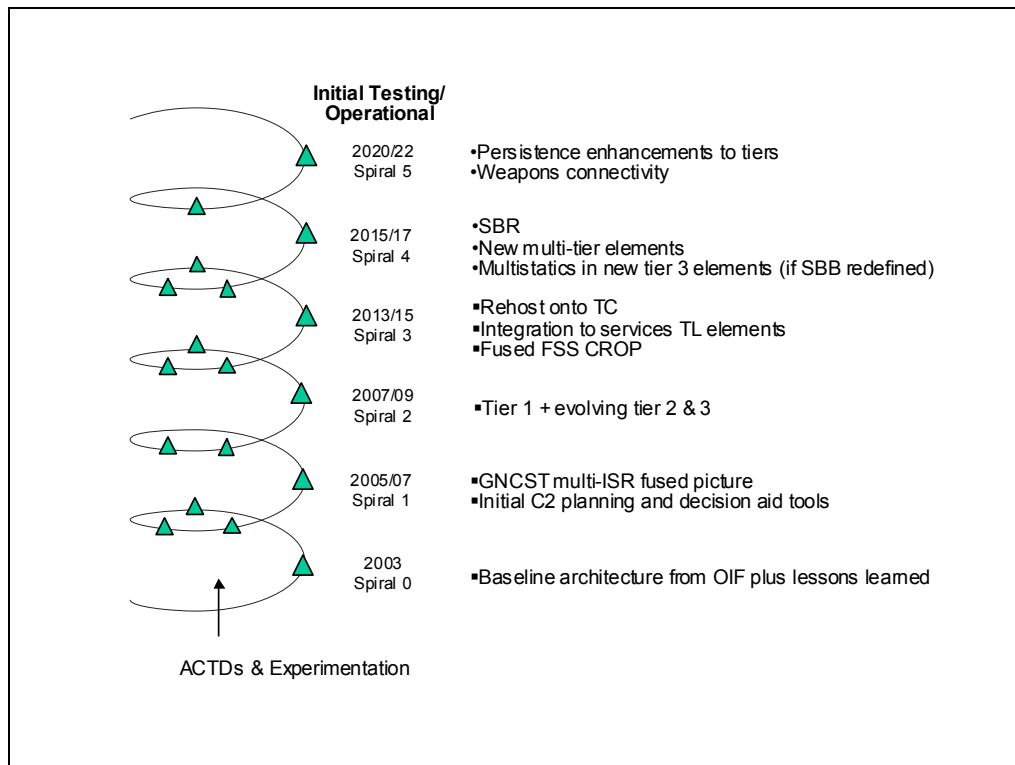 Initial Testing/
Operational
2020/22
Spiral 5
•Persistence enhancements to tiers
•Weapons connectivity
2015/17
Spiral 4
•SBR
•New multi-tier elements
•Multistatics in new tier 3 elements (if SBB redefined)
2013/15
Spiral 3
▪Rehost onto TC
▪Integration to services TL elements
▪Fused FSS CROP
2007/09
Spiral 2
▪Tier 1 + evolving tier 2 & 3
2005/07
Spiral 1
▪GNCST multi-ISR fused picture
▪Initial C2 planning and decision aid tools
2003
Spiral 0
▪Baseline architecture from OIF plus lessons learned
ACTDs & Experimentation